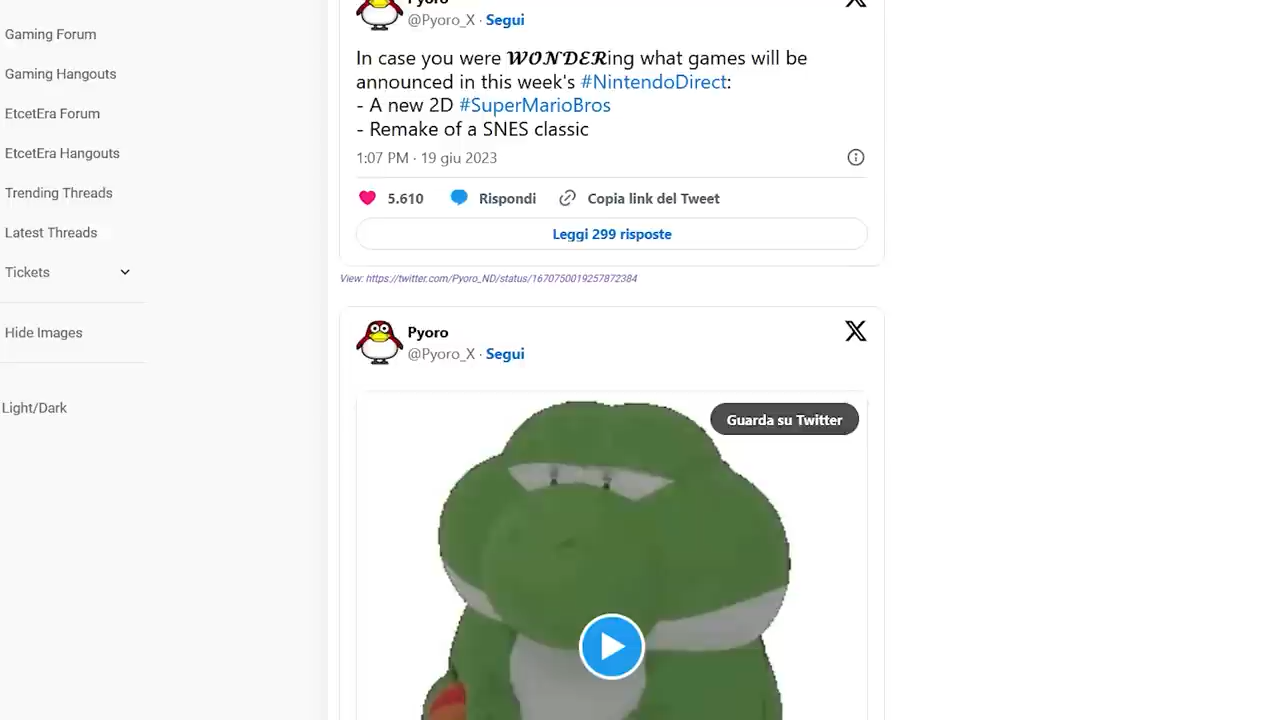 Pyoro
@Pyoro_X · Segui
In case you were 𝑾𝑶𝑵𝑫𝑬𝑹ing what games will be
announced in this week's #NintendoDirect:
- A new 2D #SuperMarioBros
- Remake of a SNES classic
1:07 PM · 19 giu 2023
5.610 Rispondi Copia link del Tweet
Leggi 299 risposte
View: https://twitter.com/Pyoro_ND/status/1670750019257872384
Pyoro
@Pyoro_X · Segui
Guarda su Twitter
Gaming Forum
Gaming Hangouts
EtcetEra Forum
EtcetEra Hangouts
Trending Threads
Latest Threads
Tickets
Hide Images
Light/Dark